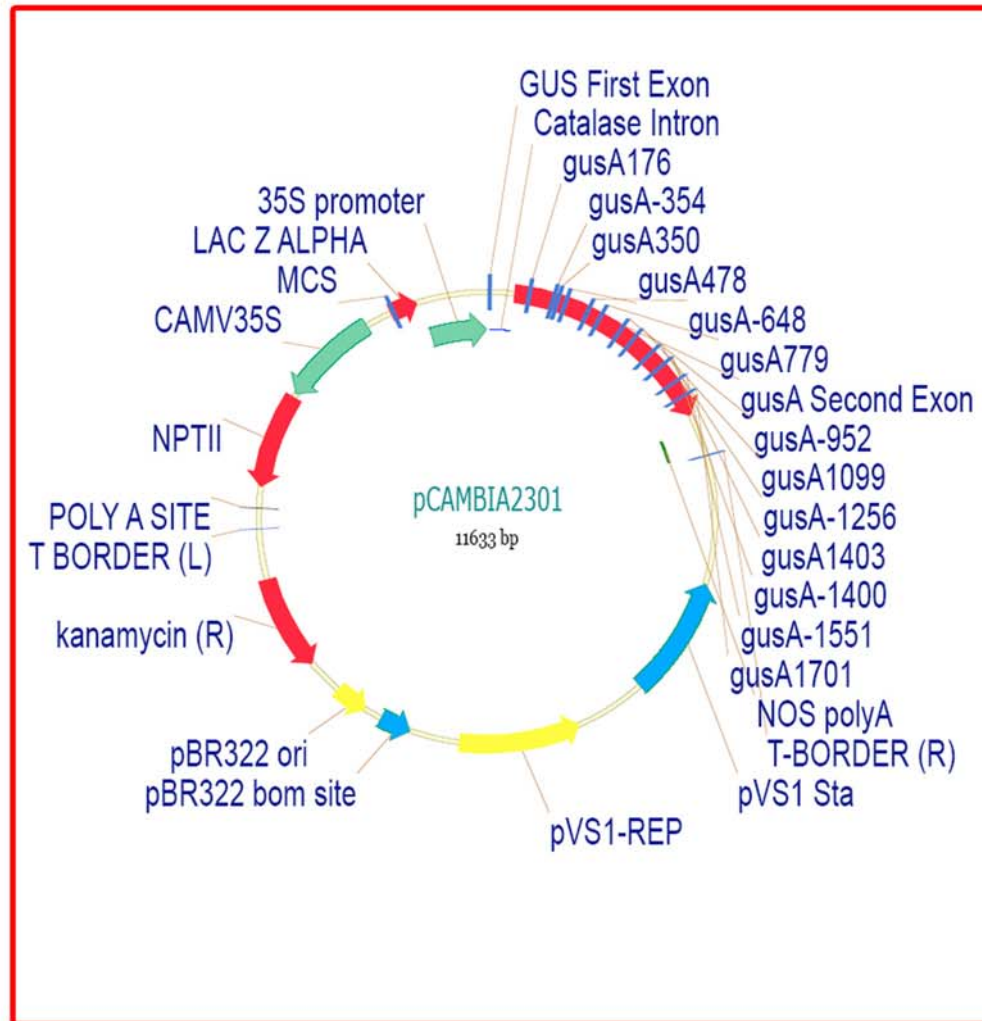 GUS First Exon
Catalase Intron
gusA176
35S promoter
gusA-354
LAC Z ALPHA
gusA350
MCS
gusA478
CAMV35S
gusA-648
gusA779
gusA Second Exon
NPTII
gusA-952
gusA1099
pCAMBIA2301
11633 bp
POLY A SITE
gusA-1256
T BORDER (L)
gusA1403
gusA-1400
kanamycin (R)
gusA-1551
gusA1701
NOS polyA
pBR322 ori
T-BORDER (R)
pBR322 bom site
pVS1 Sta
pVS1-REP